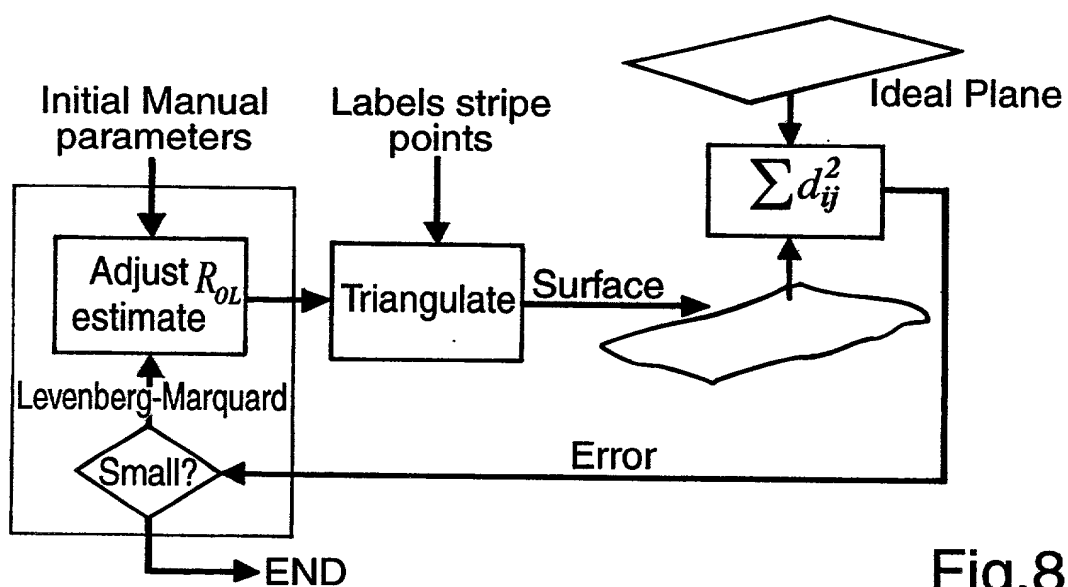 Initial Manual
parameters
Labels stripe
points
Ideal Plane
∑ d²ᵢⱼ
Adjust R_OL
estimate
Triangulate
Surface
Levenberg-Marquard
Small?
Error
END
Fig.8